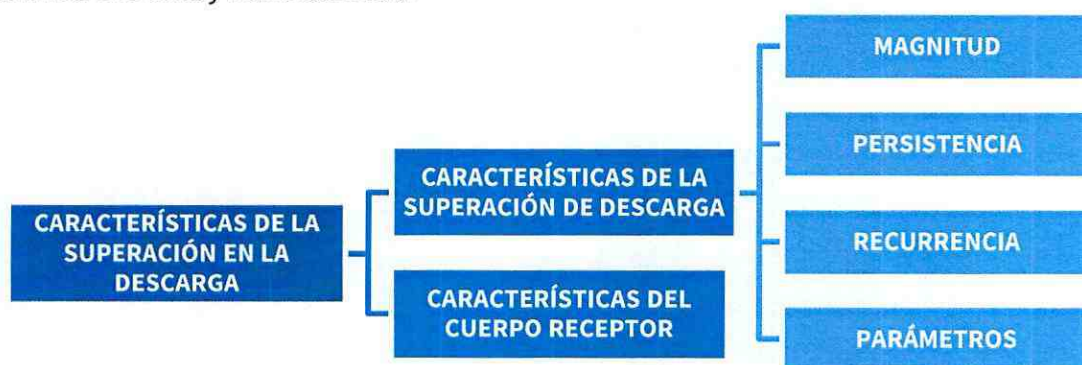 CARACTERÍSTICAS DE LA
SUPERACIÓN EN LA
DESCARGA
CARACTERÍSTICAS DE LA
SUPERACIÓN DE DESCARGA
CARACTERÍSTICAS DEL
CUERPO RECEPTOR
MAGNITUD
PERSISTENCIA
RECURRENCIA
PARÁMETROS